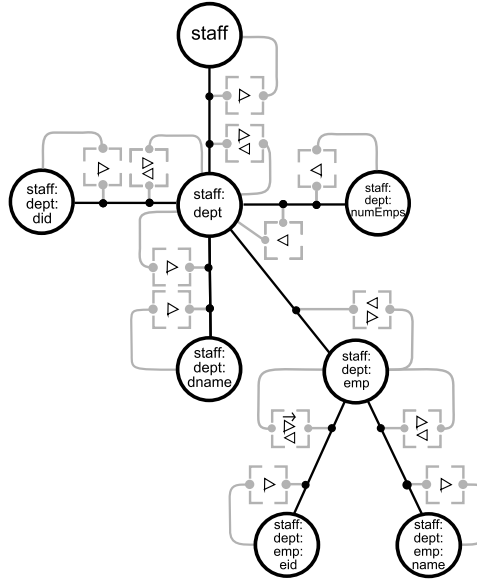 staff
staff:
dept:
did
staff:
dept
staff:
dept:
numEmps
staff:
dept:
dname
staff:
dept:
emp
staff:
dept:
emp:
eid
staff:
dept:
emp:
name